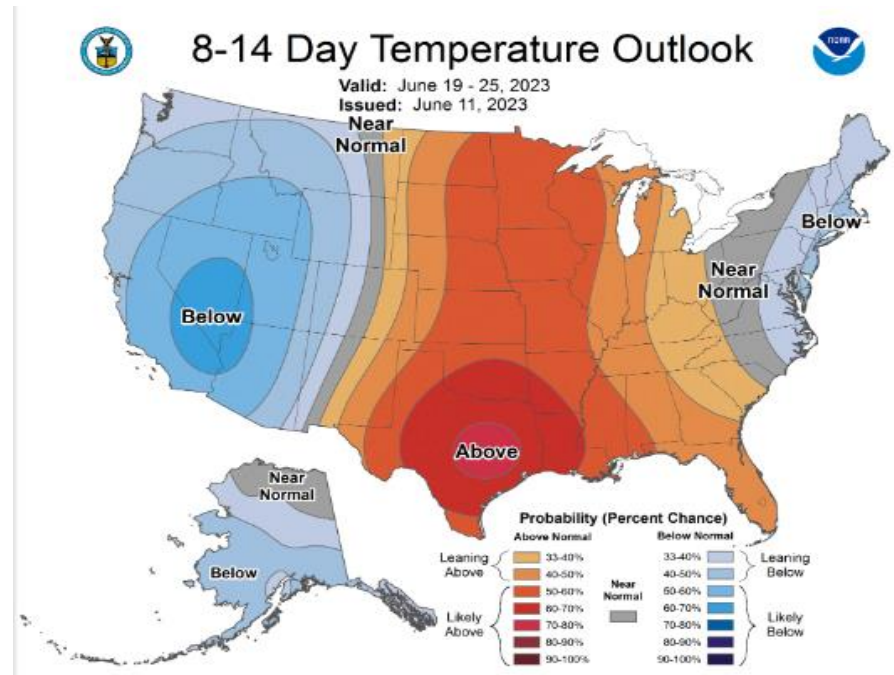 8-14 Day Temperature Outlook
Valid: June 19 - 25, 2023
Issued: June 11, 2023
NOAA
Near
Normal
Below
Near
Normal
Below
Above
Near
Normal
Below
Probability (Percent Chance)
Above Normal
Below Normal
Leaning
Above
33-40%
40-50%
Likely
Above
50-60%
60-70%
70-80%
80-90%
90-100%
Near
Normal
33-40%
40-50%
Leaning
Below
50-60%
60-70%
70-80%
80-90%
90-100%
Likely
Below